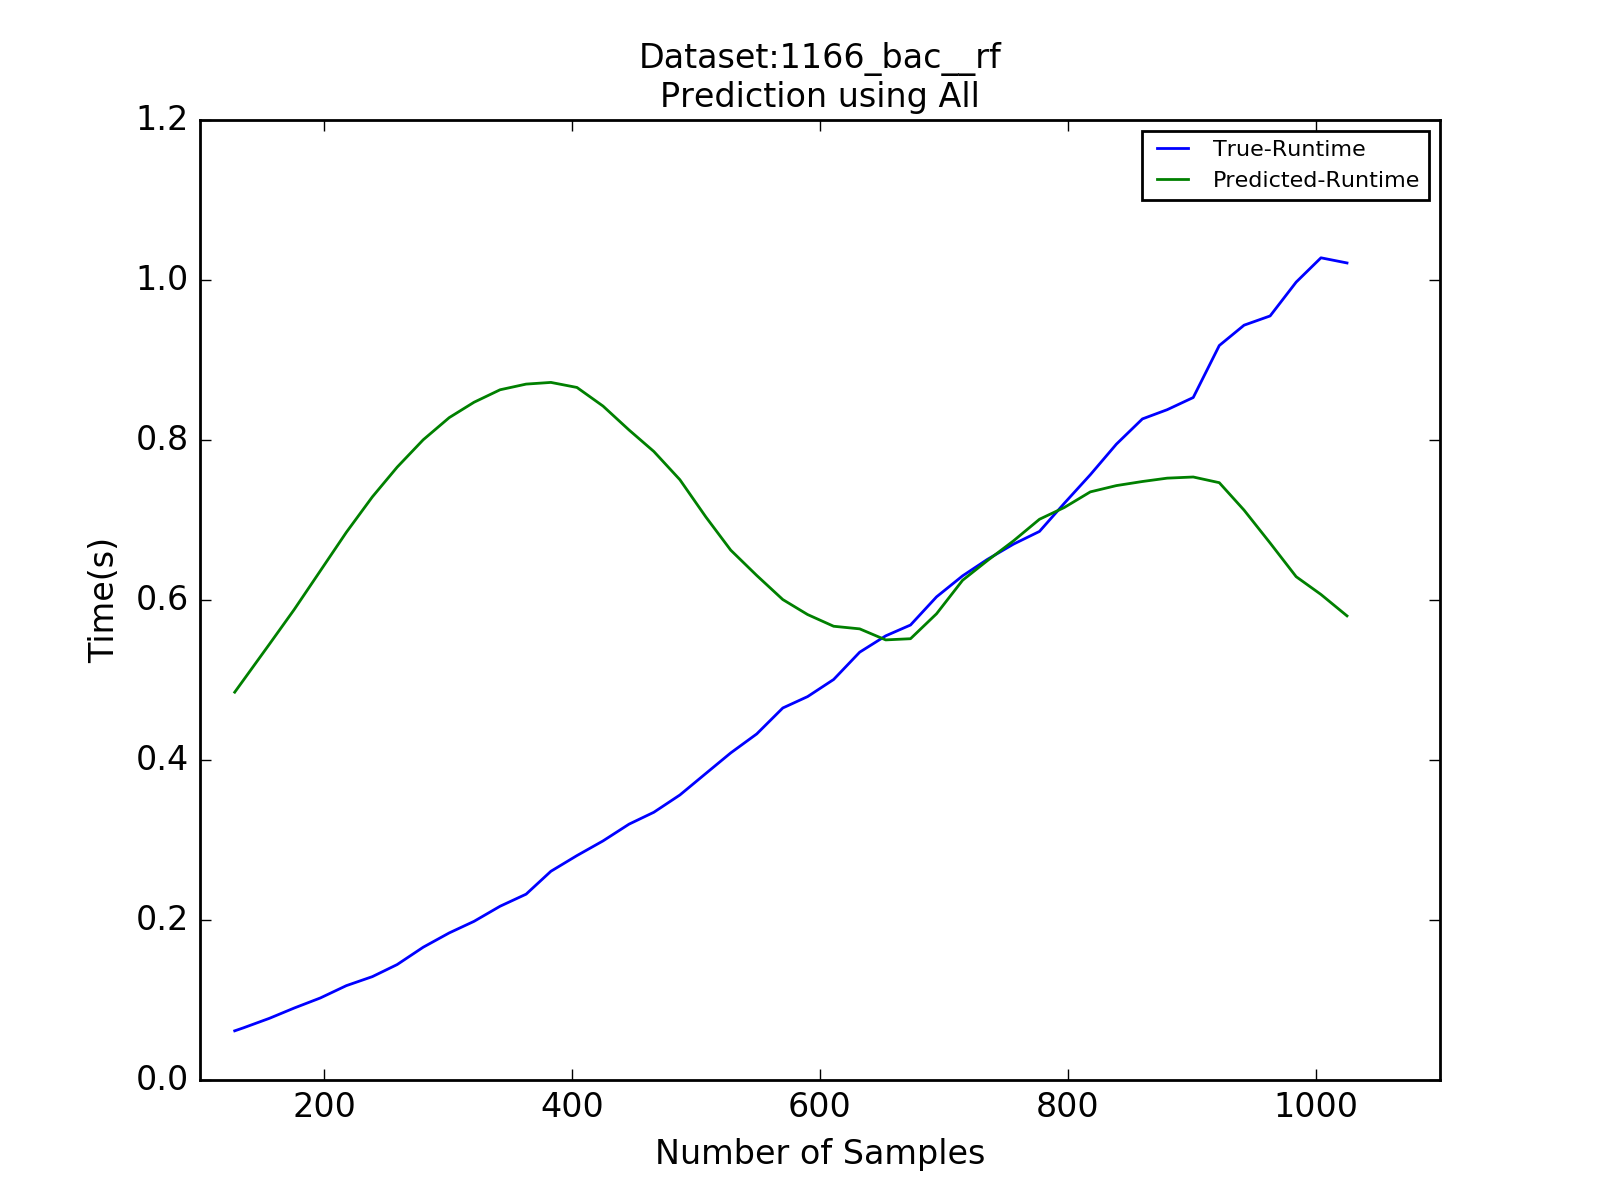 Dataset:1166_bac__rf
Prediction using All
1.2
1.0
0.8
0.6
0.4
0.2
0.0
Time(s)
True-Runtime
Predicted-Runtime
200 400 600 800 1000
Number of Samples